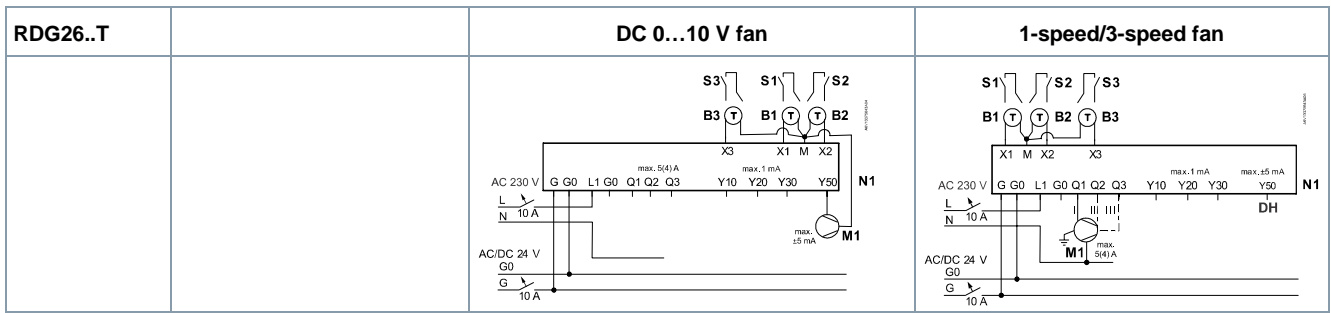 RDG26..T DC 0…10 V fan 1-speed/3-speed fan
S3 S1 S2
B3 T B1 T T B2
X3 X1 M X2
max. 5(4) A max. 1 mA
AC 230 V G G0 L1 G0 Q1 Q2 Q3 Y10 Y20 Y30 Y50 N1
L
10 A
N
max.
±5 mA
M1
AC/DC 24 V
G0
G
10 A
S1 S2 S3
B1 T T B2 T B3
X1 M X2 X3
max. 1 mA max. ±5 mA
AC 230 V G G0 L1 G0 Q1 Q2 Q3 Y10 Y20 Y30 Y50 N1
DH
L
10 A
I II III
N
M1
max.
5(4) A
AC/DC 24 V
G0
G
10 A